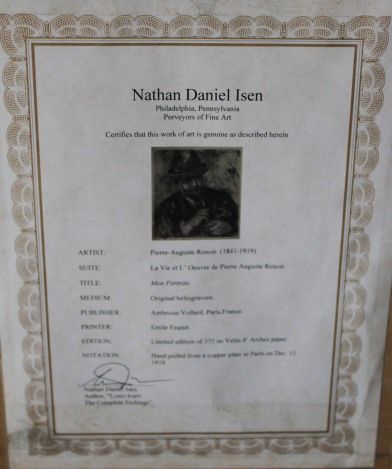 Nathan Daniel Isen
Philadelphia, Pennsylvania
Purveyors of Fine Art
Certifies that this work of art is genuine as described herein
ARTIST: Pierre-Auguste Renoir. (1841-1919)
SUITE: La Vie et L' Oeuvre de Pierre Auguste Renoir.
TITLE: Mon Portrait.
MEDIUM: Original heliogravure.
PUBLISHER: Ambroise Vollard, Paris, France.
PRINTER: Emile Fequet.
EDITION: Limited edition of 375 on Velin d' Arches paper.
NOTATION: Hand pulled from a copper plate in Paris on Dec. 11
1919.
Nathan Daniel Isen
Author, "Louis Icart:
The Complete Etchings"